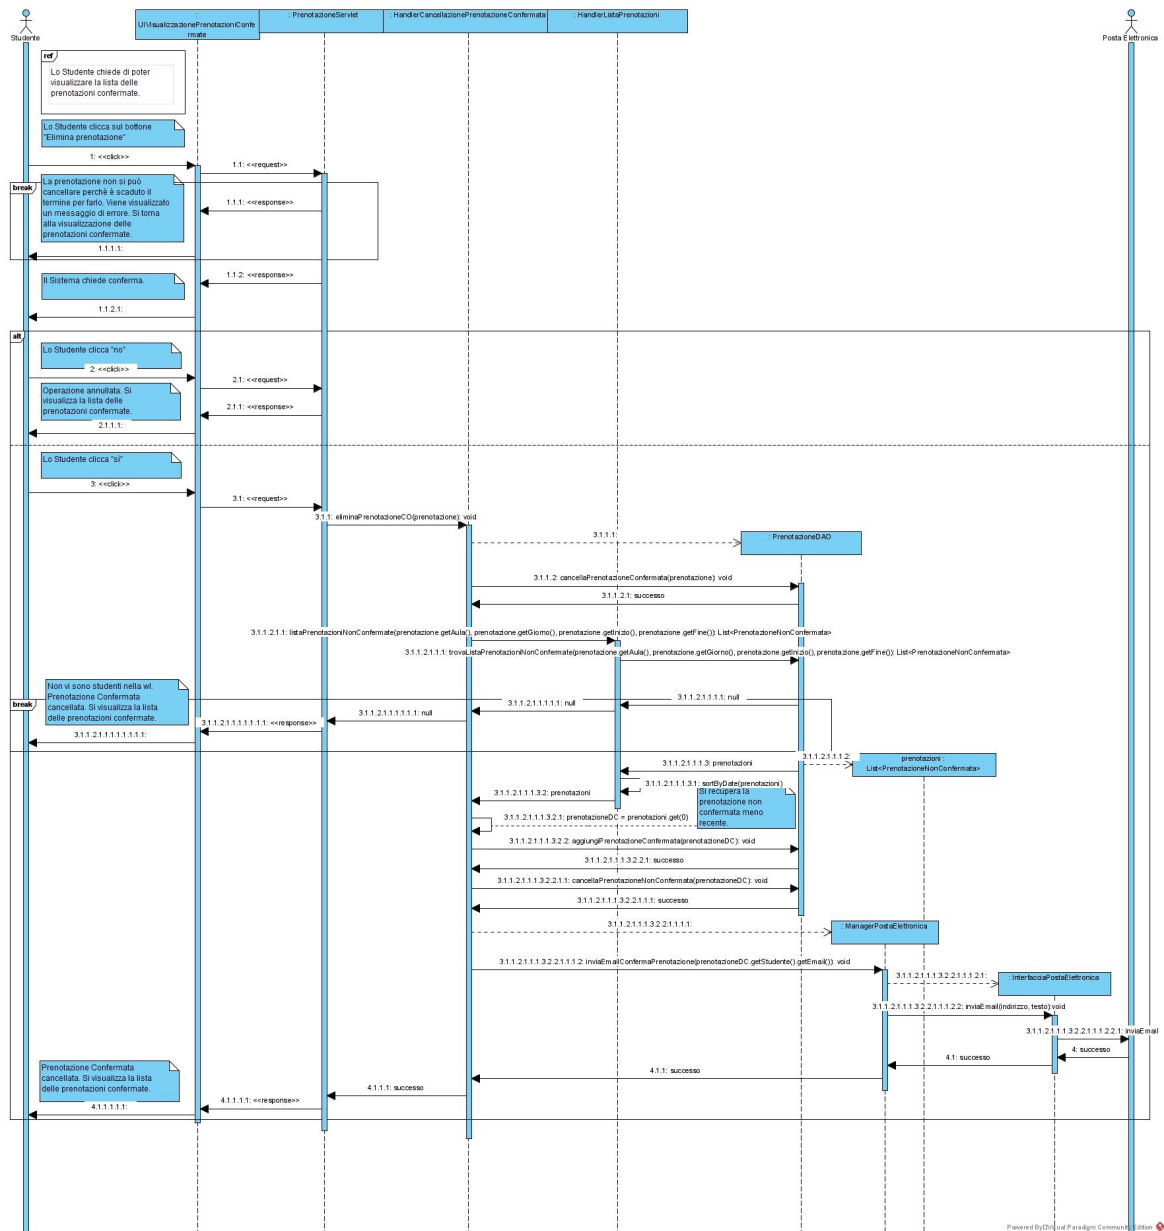 : 
UIVisualizzazionePrenotazioniConfe
rmate
: PrenotazioneServlet
: HandlerCancellazionePrenotazioneConfermata
: HandlerListaPrenotazioni
Studente
Posta Elettronica
ref
Lo Studente chiede di poter
visualizzare la lista delle
prenotazioni confermate.
Lo Studente clicca sul bottone
"Elimina prenotazione"
1: <<click>>
1.1: <<request>>
break
La prenotazione non si può
cancellare perchè è scaduto il
termine per farlo. Viene visualizzato
un messaggio di errore. Si torna
alla visualizzazione delle
prenotazioni confermate.
1.1.1: <<response>>
1.1.1.1:
Il Sistema chiede conferma.
1.1.2: <<response>>
1.1.2.1:
alt
Lo Studente clicca "no"
2: <<click>>
2.1: <<request>>
Operazione annullata. Si
visualizza la lista delle
prenotazioni confermate.
2.1.1: <<response>>
2.1.1.1:
Lo Studente clicca "sì"
3: <<click>>
3.1: <<request>>
3.1.1: eliminaPrenotazioneCO(prenotazione): void
3.1.1.1:
: PrenotazioneDAO
3.1.1.2: cancellaPrenotazioneConfermata(prenotazione): void
3.1.1.2.1: successo
3.1.1.2.1.1: listaPrenotazioniNonConfermate(prenotazione.getAula(), prenotazione.getGiorno(), prenotazione.getInizio(), prenotazione.getFine()): List<PrenotazioneNonConfermata>
3.1.1.2.1.1.1: trovaListaPrenotazioniNonConfermate(prenotazione.getAula(), prenotazione.getGiorno(), prenotazione.getInizio(), prenotazione.getFine()): List<PrenotazioneNonConfermata>
break
Non vi sono studenti nella wl.
Prenotazione Confermata
cancellata. Si visualizza la lista
delle prenotazioni confermate.
3.1.1.2.1.1.1.1: null
3.1.1.2.1.1.1.1.1: null
3.1.1.2.1.1.1.1.1.1: null
3.1.1.2.1.1.1.1.1.1.1: <<response>>
3.1.1.2.1.1.1.1.1.1.1.1:
3.1.1.2.1.1.1.2:
prenotazioni :
List<PrenotazioneNonConfermata>
3.1.1.2.1.1.1.3: prenotazioni
3.1.1.2.1.1.1.3.1: sortByDate(prenotazioni)
3.1.1.2.1.1.1.3.2: prenotazioni
Si recupera la
prenotazione non
confermata meno
recente.
3.1.1.2.1.1.1.3.2.1: prenotazioneDC = prenotazioni.get(0)
3.1.1.2.1.1.1.3.2.2: aggiungiPrenotazioneConfermata(prenotazioneDC): void
3.1.1.2.1.1.1.3.2.2.1: successo
3.1.1.2.1.1.1.3.2.2.1.1: cancellaPrenotazioneNonConfermata(prenotazioneDC): void
3.1.1.2.1.1.1.3.2.2.1.1.1: successo
3.1.1.2.1.1.1.3.2.2.1.1.1.1:
: ManagerPostaElettronica
3.1.1.2.1.1.1.3.2.2.1.1.1.2: inviaEmailConfermaPrenotazione(prenotazioneDC.getStudente().getEmail()): void
3.1.1.2.1.1.1.3.2.2.1.1.1.2.1:
: InterfacciaPostaElettronica
3.1.1.2.1.1.1.3.2.2.1.1.1.2.2: inviaEmail(indirizzo, testo):void
3.1.1.2.1.1.1.3.2.2.1.1.1.2.2.1: inviaEmail
4: successo
4.1: successo
4.1.1: successo
Prenotazione Confermata
cancellata. Si visualizza la lista
delle prenotazioni confermate.
4.1.1.1: successo
4.1.1.1.1: <<response>>
4.1.1.1.1.1:
Powered By Visual Paradigm Community Edition